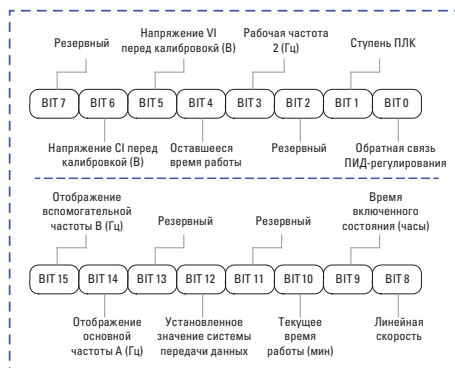 Резервный
Напряжение VI
перед калибровокй (В)
Рабочая частота
2 (Гц)
Ступень ПЛК
BIT 7
BIT 6
BIT 5
BIT 4
BIT 3
BIT 2
BIT 1
BIT 0
Напряжение CI перед
калибровкой (В)
Оставшееся
время работы
Резервный
Обратная связь
ПИД-регулирования
Отображение
вспомогательной
частоты B (Гц)
Резервный
Резервный
Время
включенного
состояния (часы)
BIT 15
BIT 14
BIT 13
BIT 12
BIT 11
BIT 10
BIT 9
BIT 8
Отображение
основной
частоты A (Гц)
Установленное
значение системы
передачи данных
Текущее
время
работы (мин)
Линейная
скорость